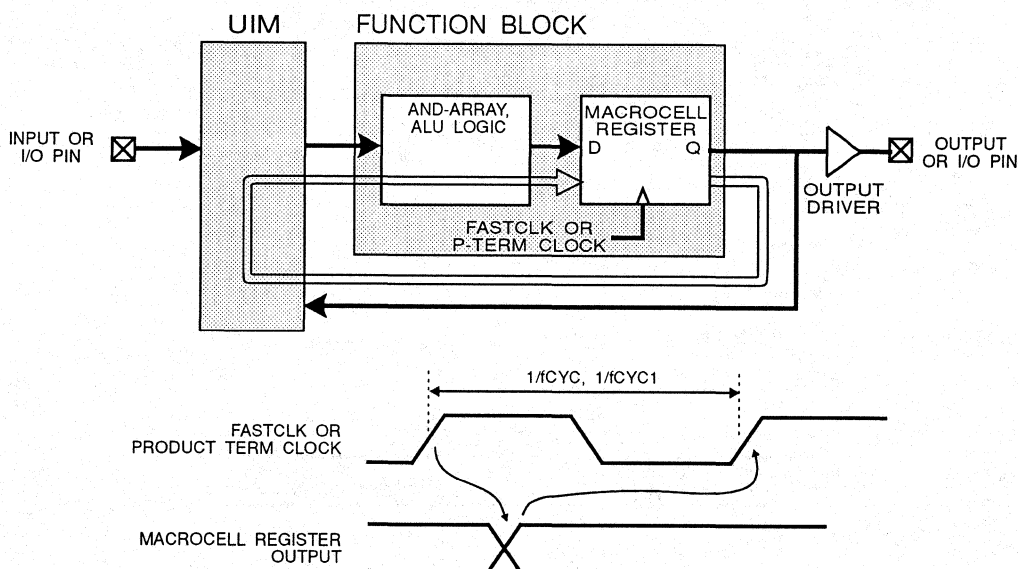 UIM
FUNCTION BLOCK
INPUT OR
I/O PIN
AND-ARRAY,
ALU LOGIC
MACROCELL
REGISTER
D
Q
OUTPUT
OR I/O PIN
OUTPUT
DRIVER
FASTCLK OR
P-TERM CLOCK
1/fCYC, 1/fCYC1
FASTCLK OR
PRODUCT TERM CLOCK
MACROCELL REGISTER
OUTPUT